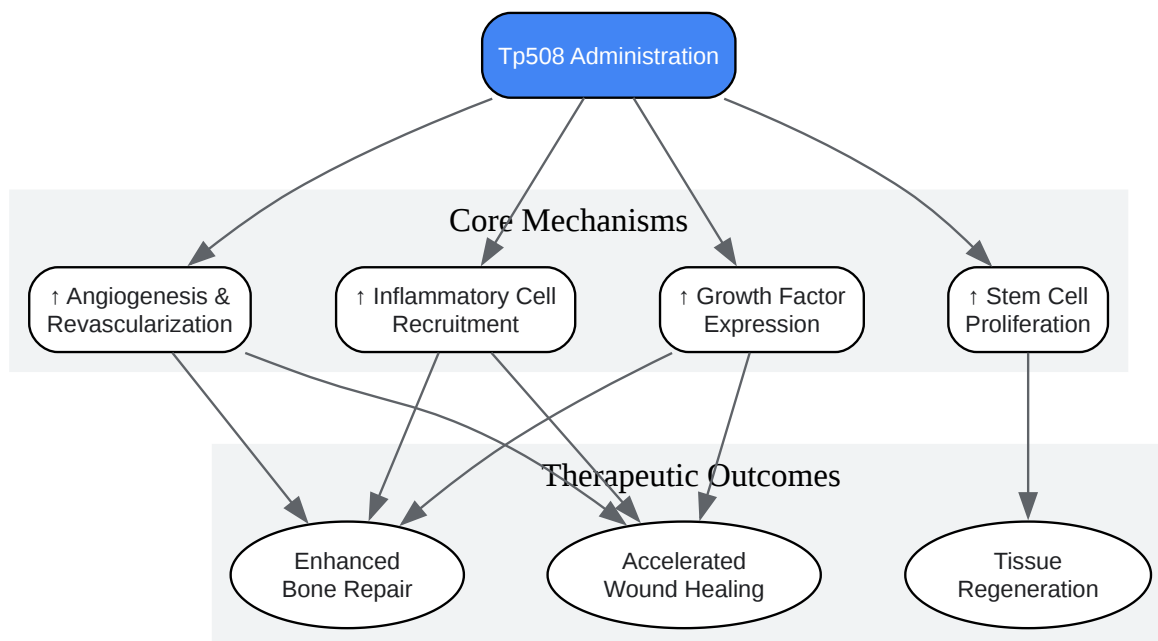 Tp508 Administration
Core Mechanisms
↑ Angiogenesis &
Revascularization
↑ Inflammatory Cell
Recruitment
↑ Growth Factor
Expression
↑ Stem Cell
Proliferation
Therapeutic Outcomes
Enhanced
Bone Repair
Accelerated
Wound Healing
Tissue
Regeneration